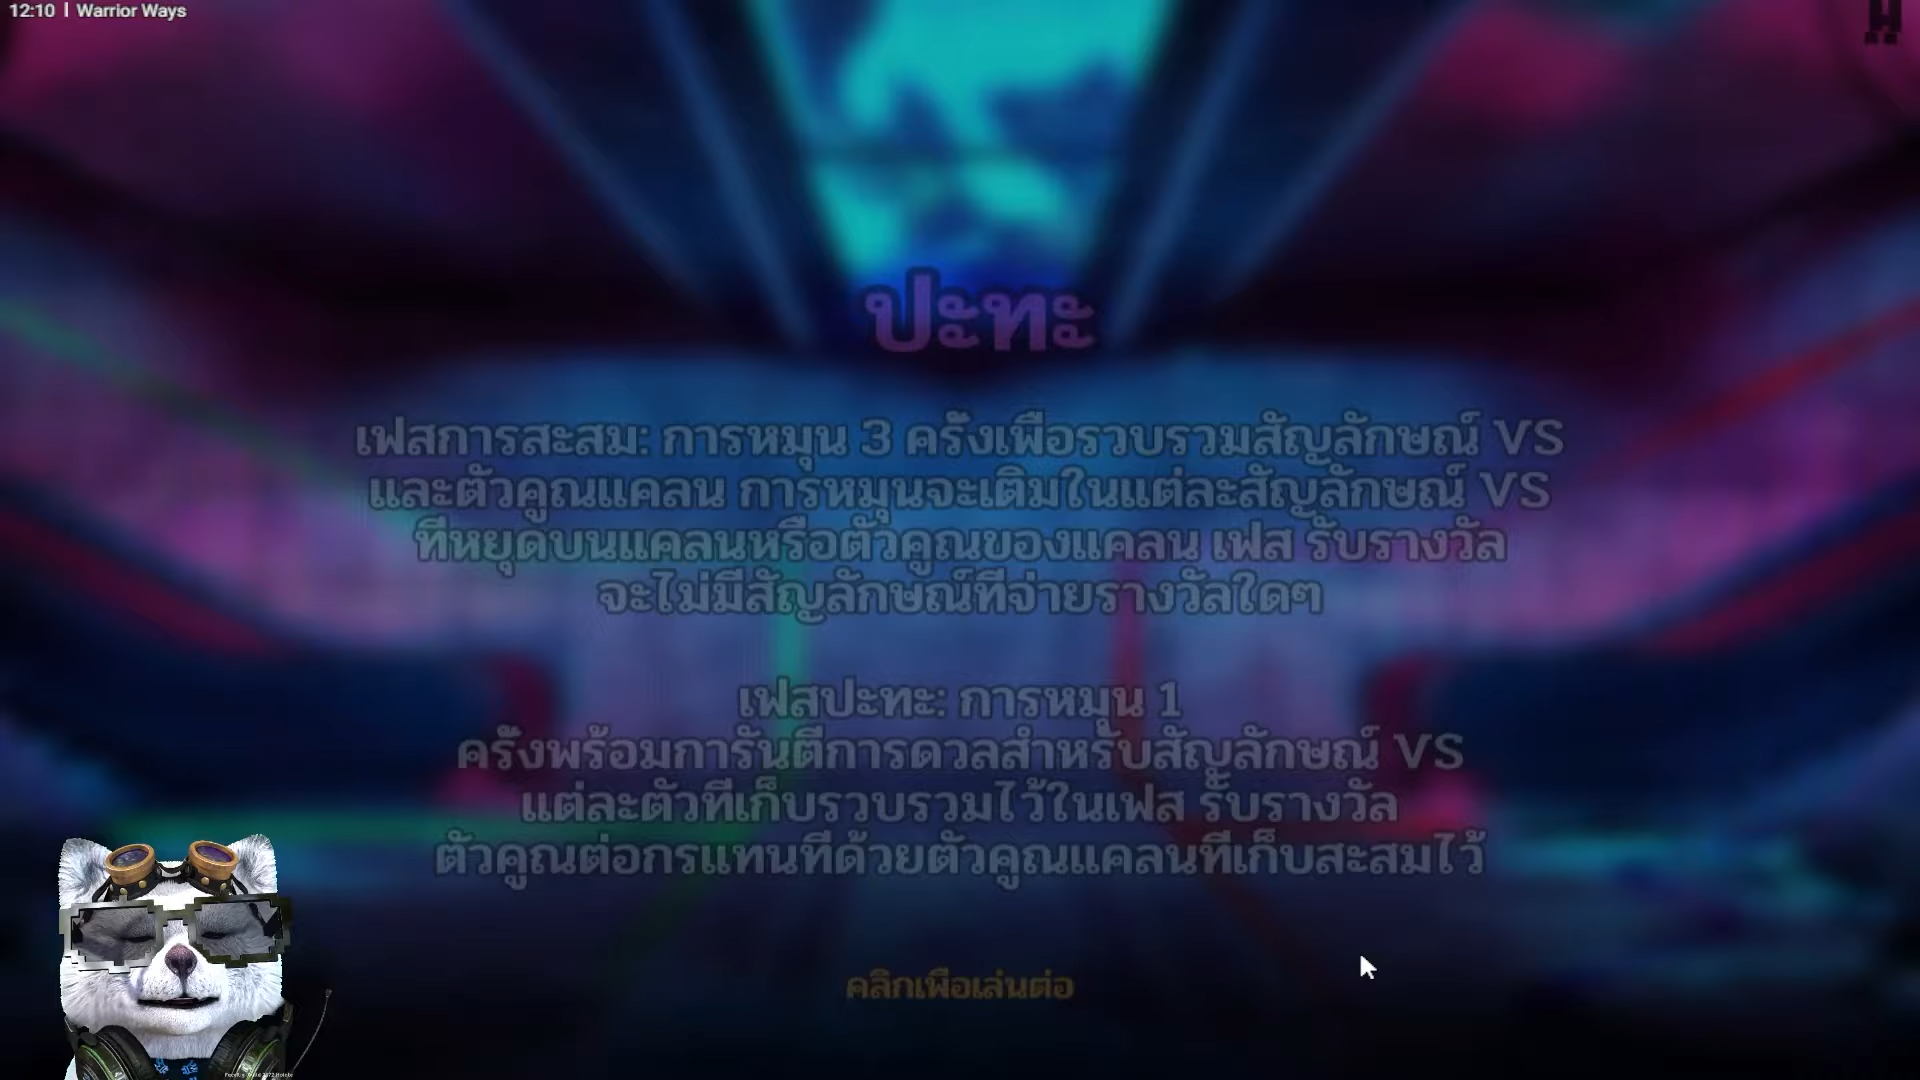 12:10 | Warrior Ways
ปะทะ
เฟสการสะสม: การหมุน 3 ครั้งเพื่อรวบรวมสัญลักษณ์ VS
และตัวคูณแคลน การหมุนจะเติมในแต่ละสัญลักษณ์ VS
ที่หยุดบนแคลนหรือตัวคูณของแคลน เฟส รับรางวัล
จะไม่มีสัญลักษณ์ที่จ่ายรางวัลใดๆ
เฟสปะทะ: การหมุน 1
ครั้งพร้อมการันตีการดวลสำหรับสัญลักษณ์ VS
แต่ละตัวที่เก็บรวบรวมไว้ในเฟส รับรางวัล
ตัวคูณต่อกรแทนที่ด้วยตัวคูณแคลนที่เก็บสะสมไว้
คลิกเพื่อเล่นต่อ